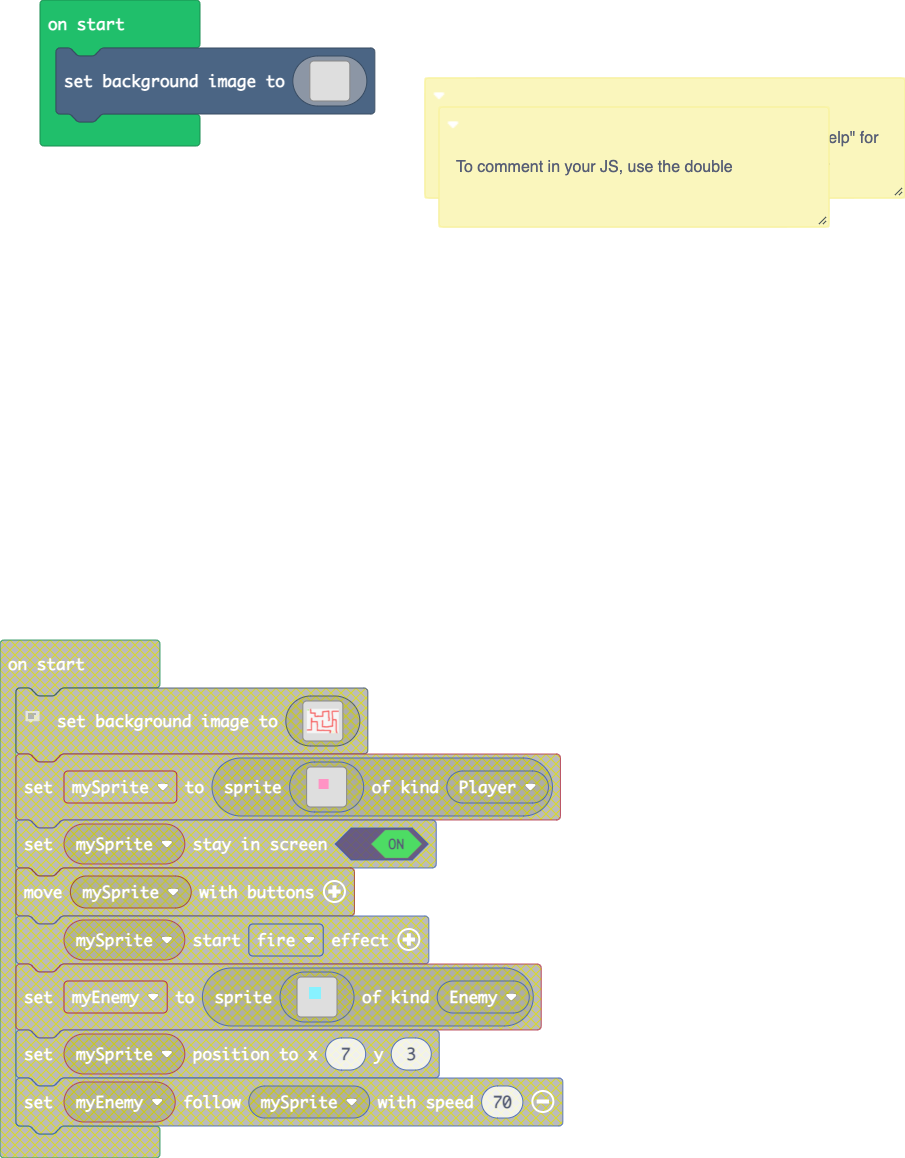 on start
set background image to
elp" for
To comment in your JS, use the double
on start
set background image to
set mySprite to sprite of kind Player
set mySprite stay in screen ON
move mySprite with buttons
mySprite start fire effect
set myEnemy to sprite of kind Enemy
set mySprite position to x 7 y 3
set myEnemy follow mySprite with speed 70